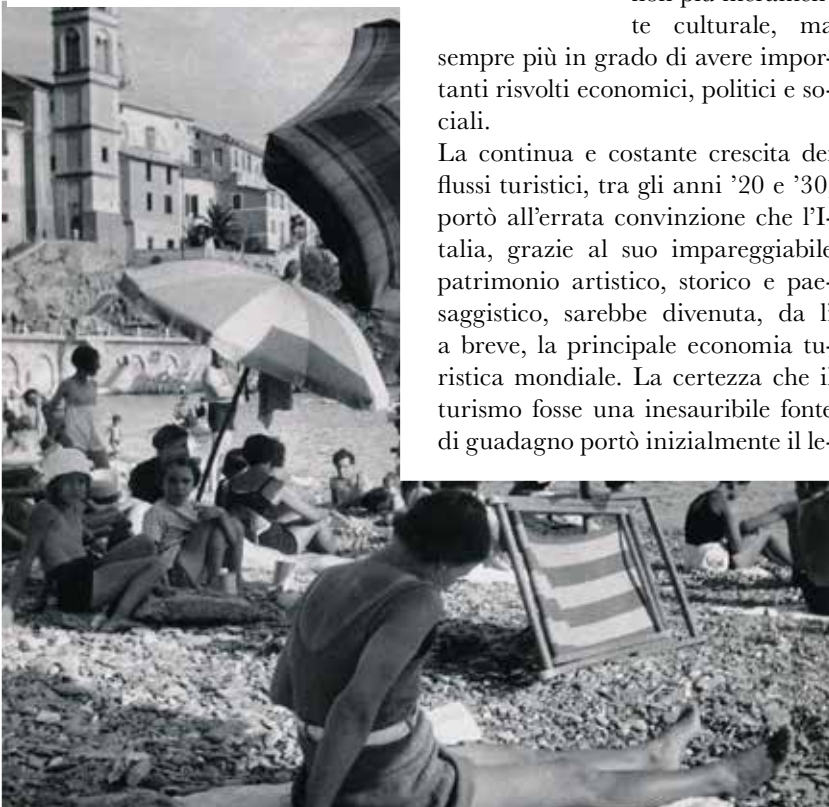 non più meramen-
te culturale, ma
sempre più in grado di avere impor-
tanti risvolti economici, politici e so-
ciali.
La continua e costante crescita dei
flussi turistici, tra gli anni ’20 e ’30,
portò all’errata convinzione che l’I-
talia, grazie al suo impareggiabile
patrimonio artistico, storico e pae-
saggistico, sarebbe divenuta, da lì
a breve, la principale economia tu-
ristica mondiale. La certezza che il
turismo fosse una inesauribile fonte
di guadagno portò inizialmente il le-